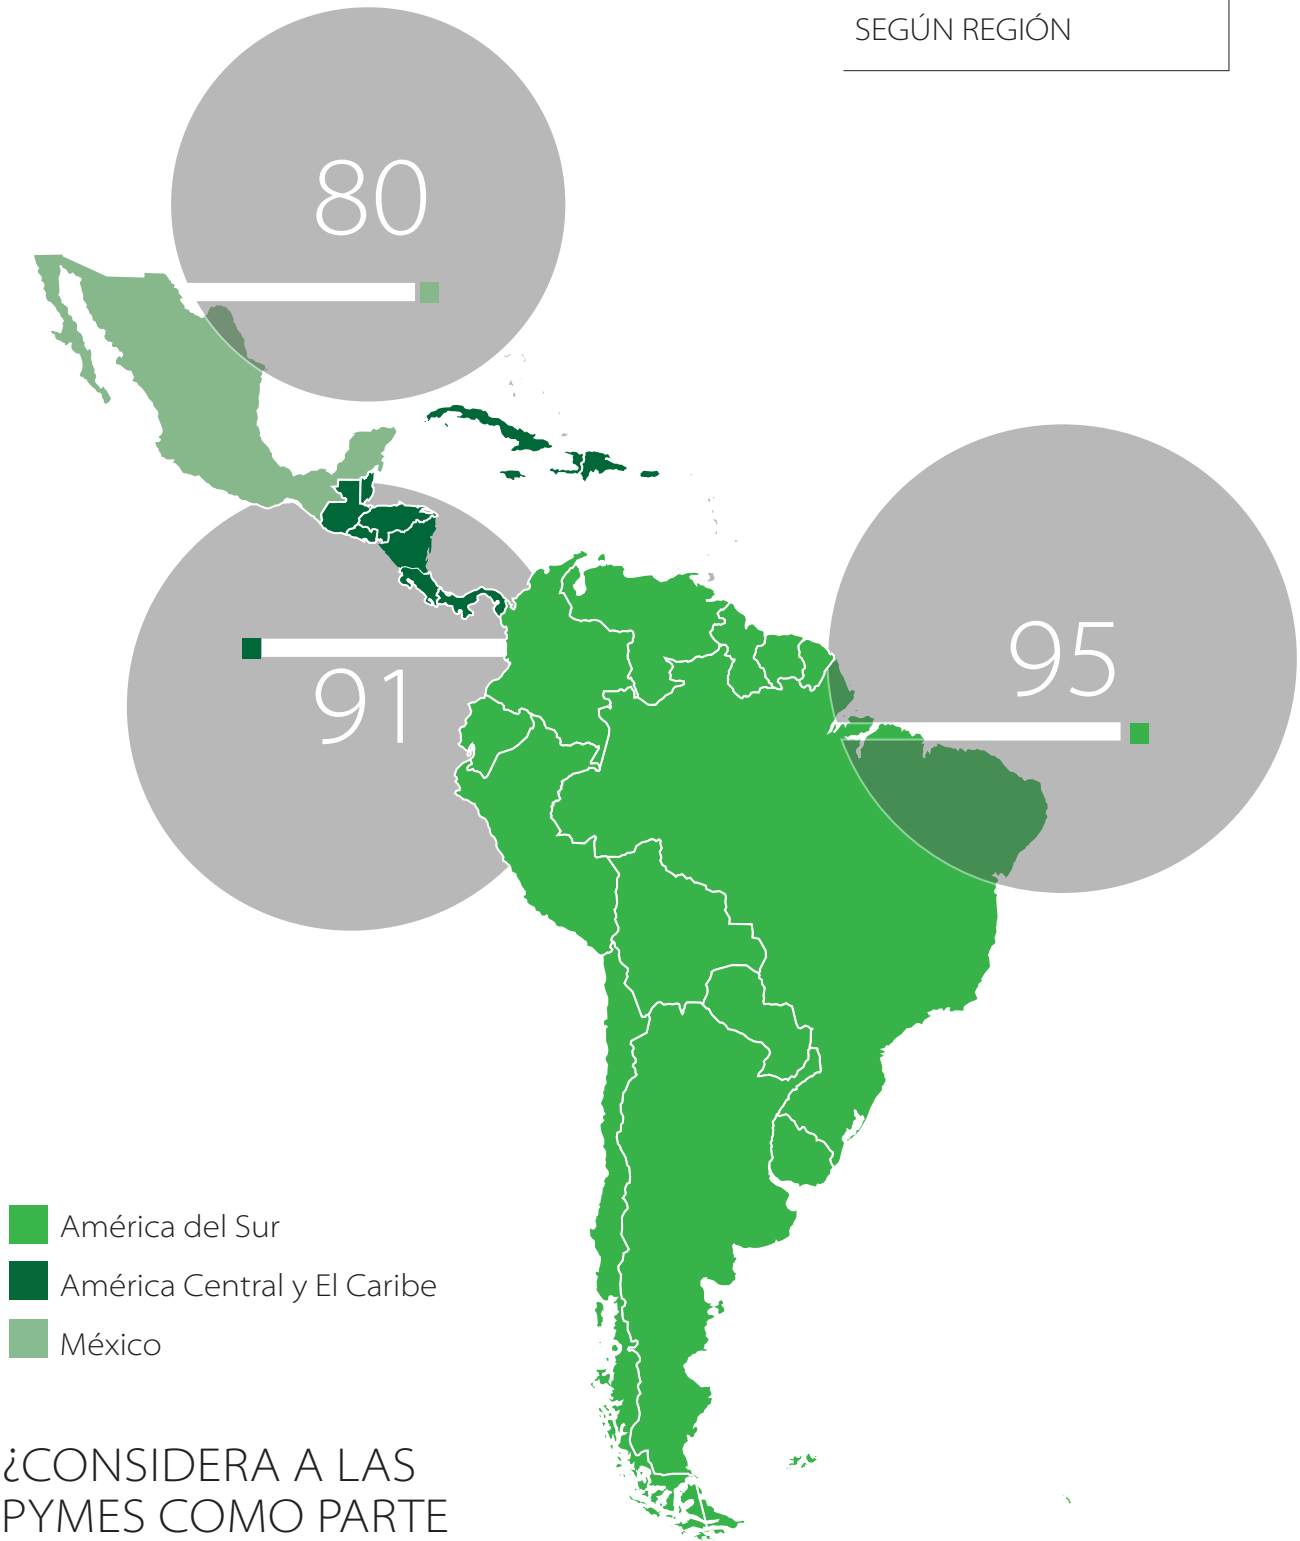 SEGÚN REGIÓN
80
91
95
América del Sur
América Central y El Caribe
México
¿CONSIDERA A LAS
PYMES COMO PARTE